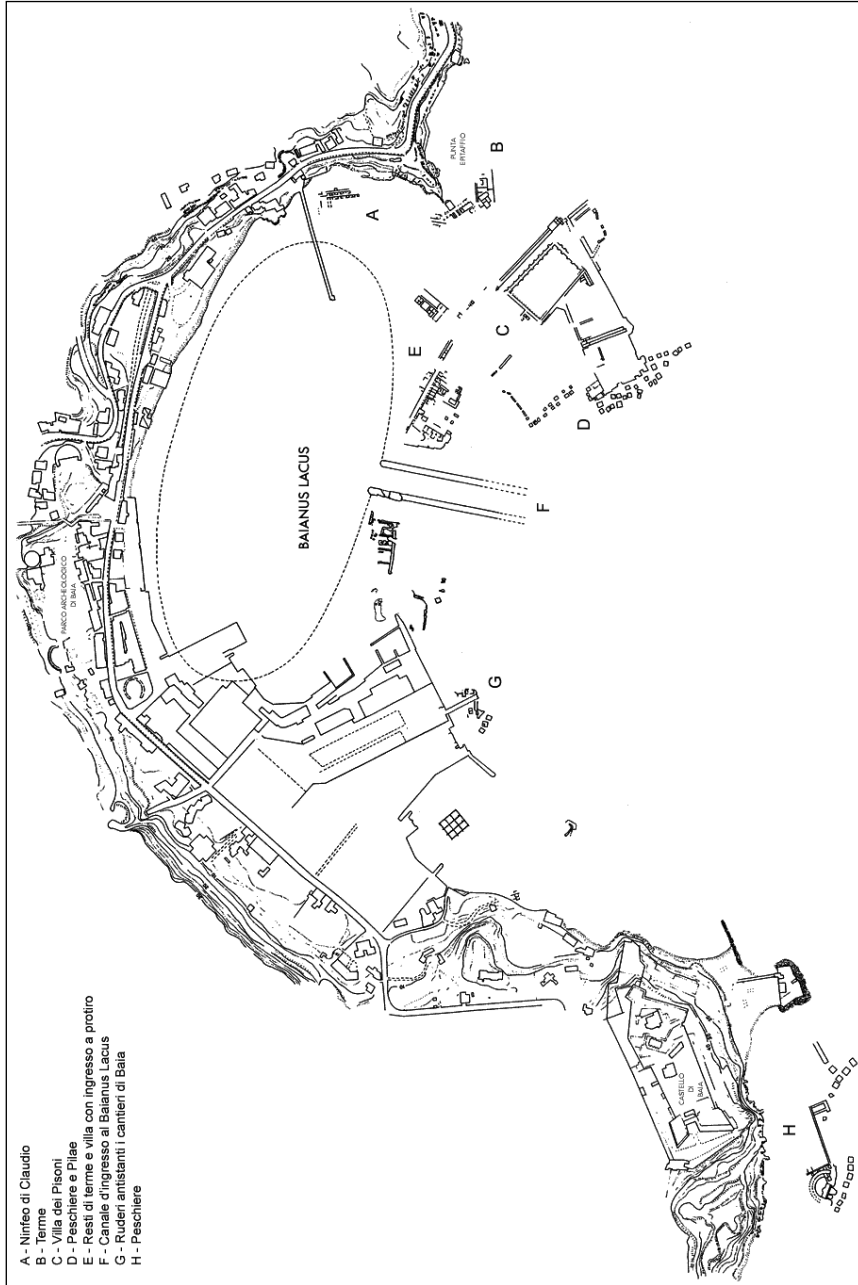 A - Ninfeo di Claudio
B - Terme
C - Villa dei Pisoni
D - Peschiere e Pilae
E - Resti di terme e villa con ingresso a protiro
F - Canale d'ingresso al Baianus Lacus
G - Ruderi antistanti i cantieri di Baia
H - Peschiere
PARCO ARCHEOLOGICO
DI BAIA
BAIANUS LACUS
PUNTA
EPITAFFIO
A
B
C
D
E
F
G
CASTELLO
DI
BAIA
H